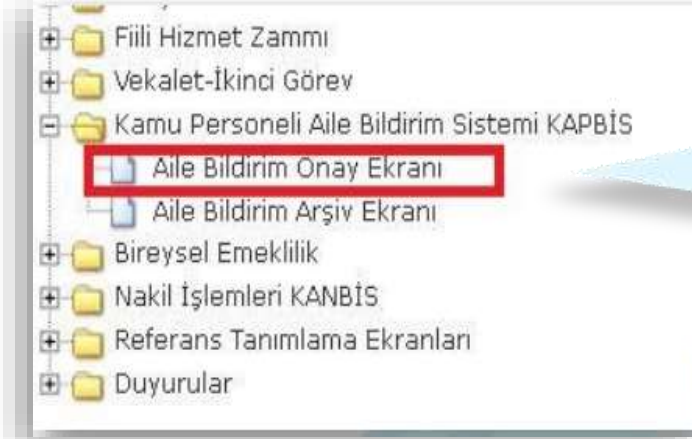 Fiili Hizmet Zammı
Vekalet-İkinci Görev
Kamu Personeli Aile Bildirim Sistemi KAPBİS
Aile Bildirim Onay Ekranı
Aile Bildirim Arşiv Ekranı
Bireysel Emeklilik
Nakil İşlemleri KANBİS
Referans Tanımlama Ekranları
Duyurular